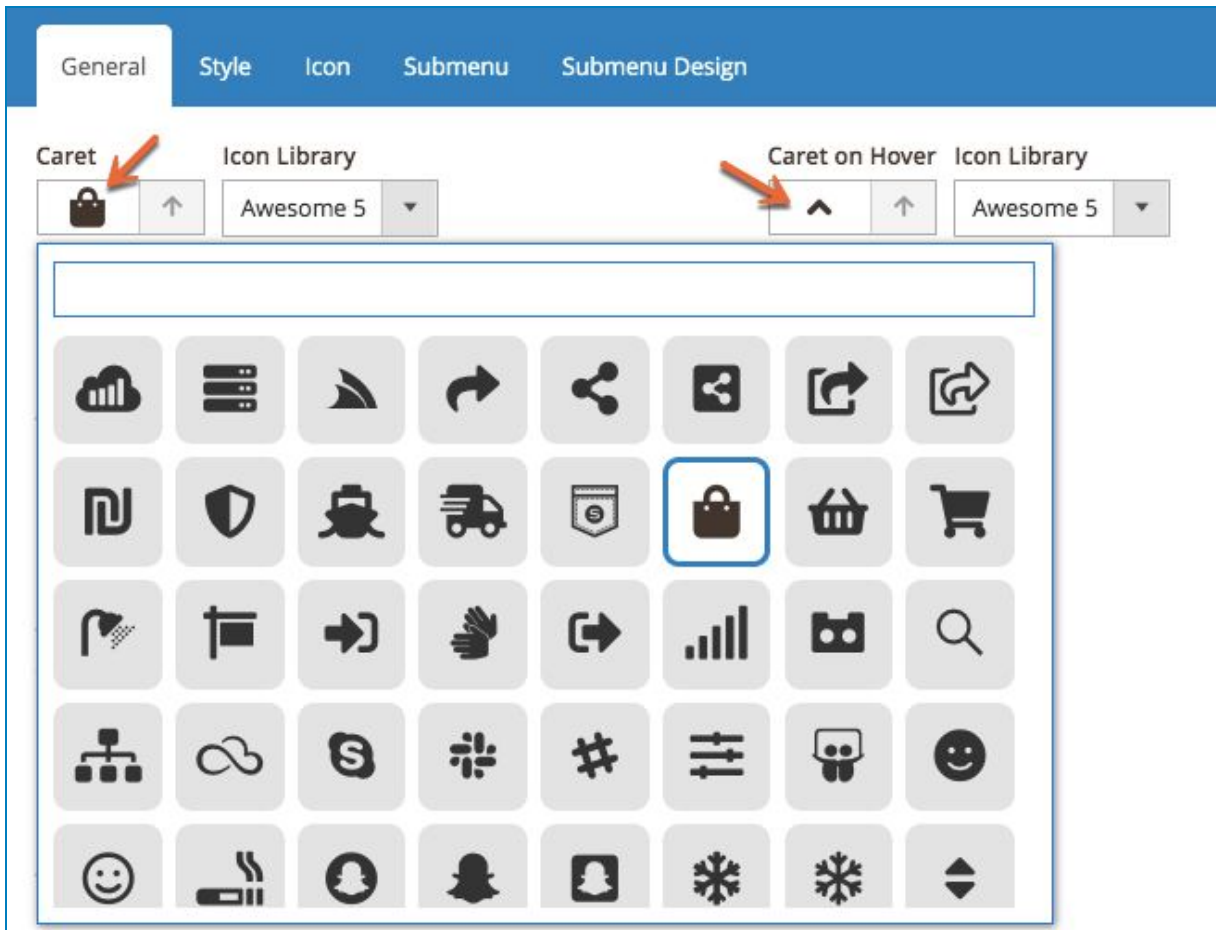 General Style Icon Submenu Submenu Design
Caret Icon Library Caret on Hover Icon Library
Awesome 5 Awesome 5